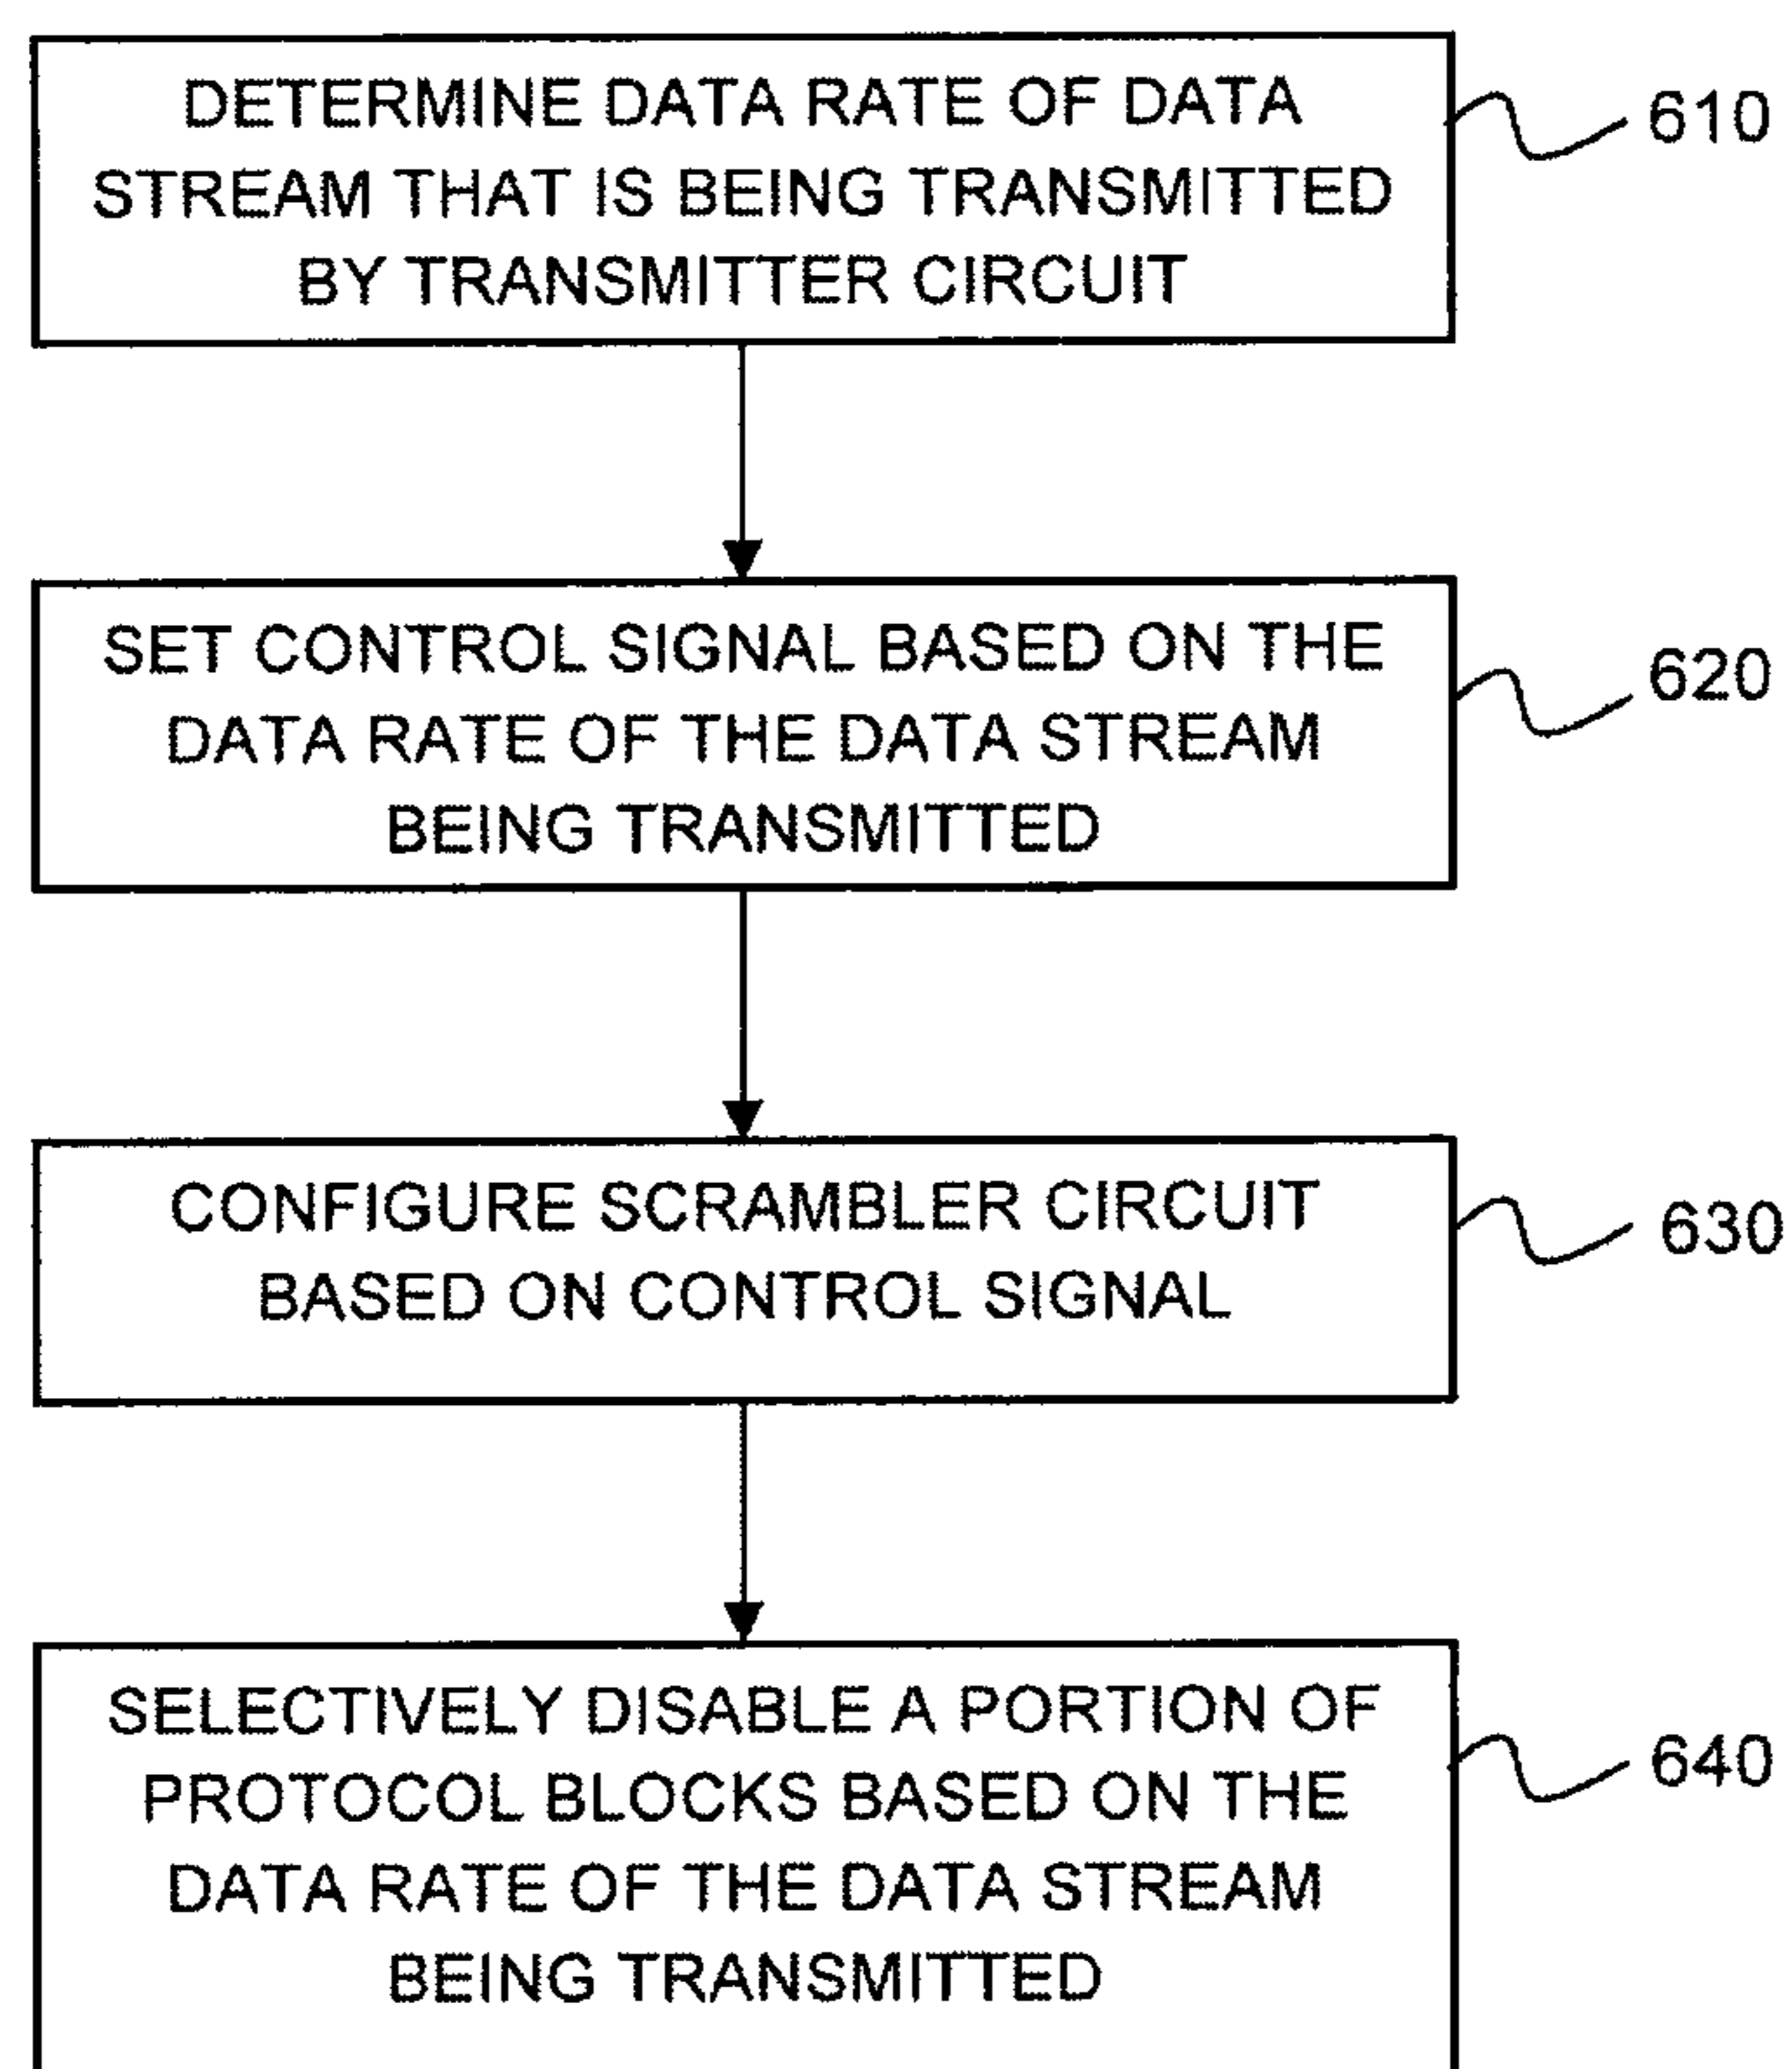 DETERMINE DATA RATE OF DATA
STREAM THAT IS BEING TRANSMITTED
BY TRANSMITTER CIRCUIT
610
SET CONTROL SIGNAL BASED ON THE
DATA RATE OF THE DATA STREAM
BEING TRANSMITTED
620
CONFIGURE SCRAMBLER CIRCUIT
BASED ON CONTROL SIGNAL
630
SELECTIVELY DISABLE A PORTION OF
PROTOCOL BLOCKS BASED ON THE
DATA RATE OF THE DATA STREAM
BEING TRANSMITTED
640